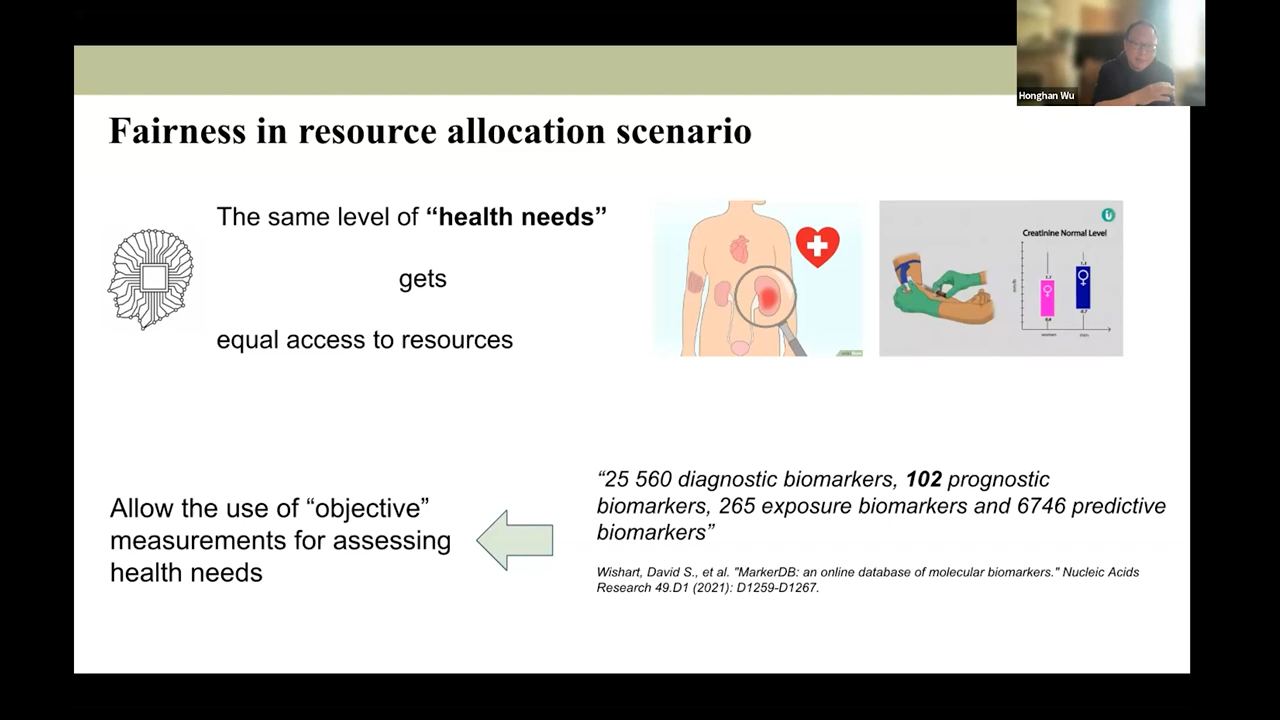 Honghan Wu
Fairness in resource allocation scenario
The same level of “health needs”
gets
equal access to resources
Creatinine Normal Level
women
men
Allow the use of “objective”
measurements for assessing
health needs
“25 560 diagnostic biomarkers, 102 prognostic
biomarkers, 265 exposure biomarkers and 6746 predictive
biomarkers”
Wishart, David S., et al. "MarkerDB: an online database of molecular biomarkers." Nucleic Acids
Research 49.D1 (2021): D1259-D1267.